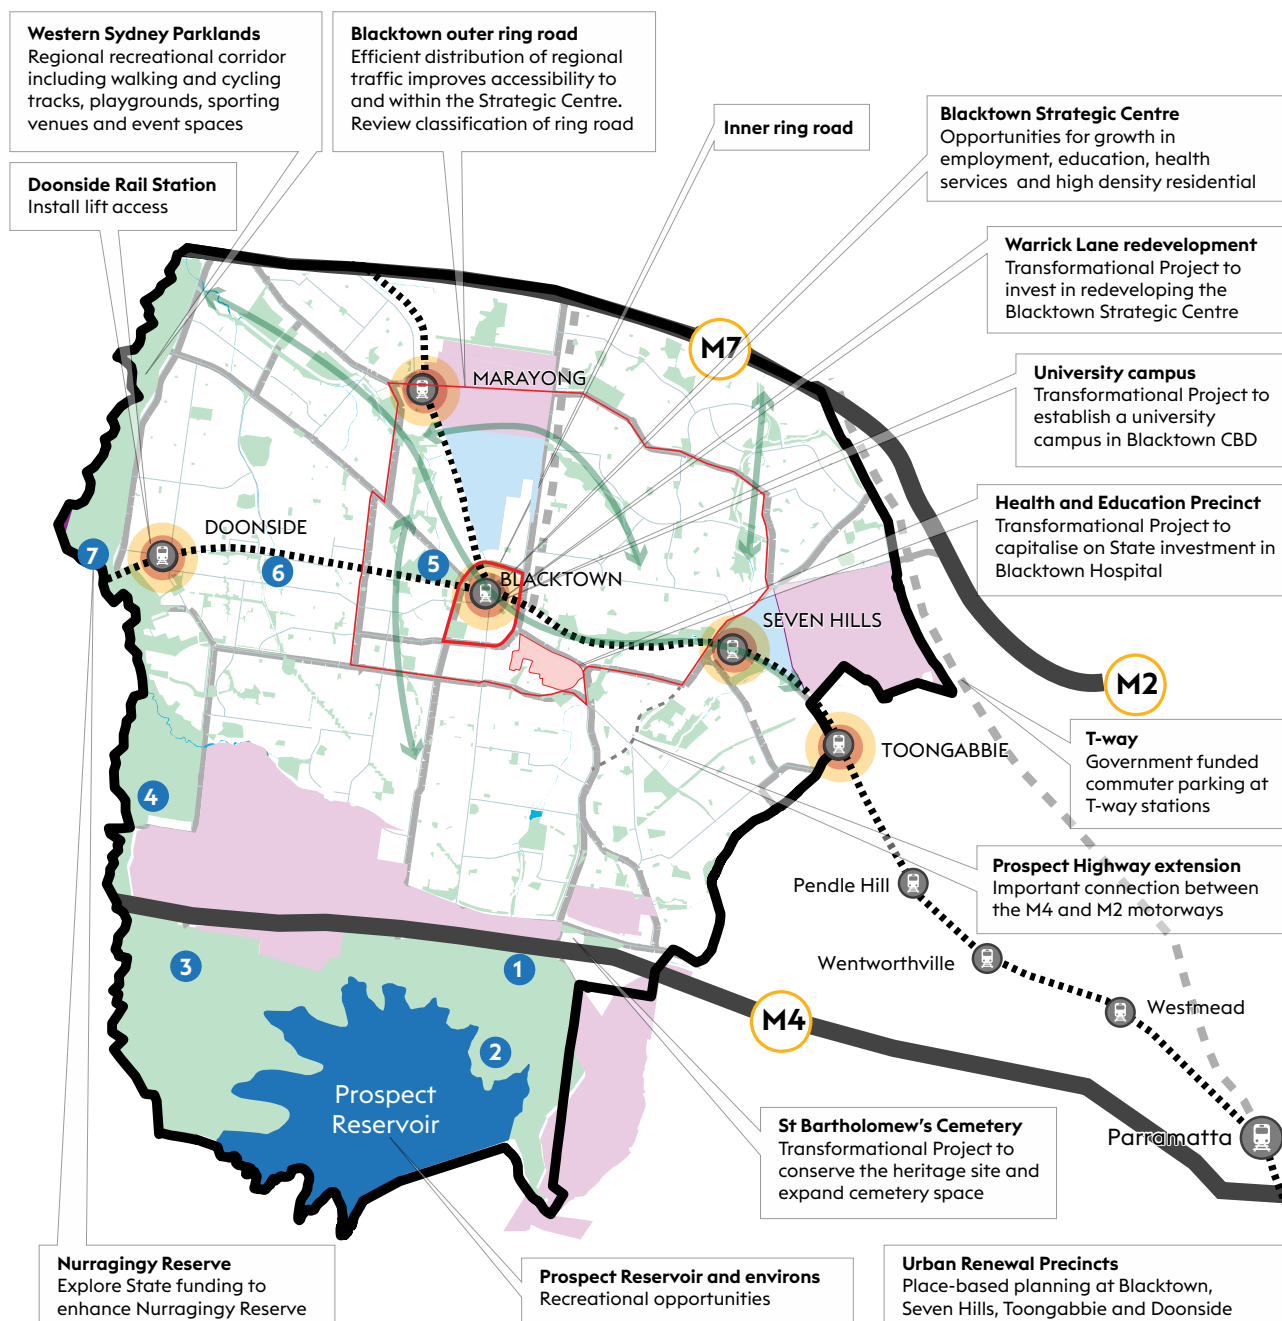 Western Sydney Parklands
Regional recreational corridor
including walking and cycling
tracks, playgrounds, sporting
venues and event spaces
Blacktown outer ring road
Efficient distribution of regional
traffic improves accessibility to
and within the Strategic Centre.
Review classification of ring road
Inner ring road
Blacktown Strategic Centre
Opportunities for growth in
employment, education, health
services and high density residential
Doonside Rail Station
Install lift access
Warrick Lane redevelopment
Transformational Project to
invest in redeveloping the
Blacktown Strategic Centre
M7
University campus
Transformational Project to
establish a university
campus in Blacktown CBD
MARAYONG
Health and Education Precinct
Transformational Project to
capitalise on State investment in
Blacktown Hospital
DOONSIDE
7
6
5
BLACKTOWN
SEVEN HILLS
M2
T-way
Government funded
commuter parking at
T-way stations
TOONGABBIE
4
Prospect Highway extension
Important connection between
the M4 and M2 motorways
Pendle Hill
Wentworthville
3
1
Westmead
M4
2
Prospect
Reservoir
Parramatta
St Bartholomew's Cemetery
Transformational Project to
conserve the heritage site and
expand cemetery space
Nurragingy Reserve
Explore State funding to
enhance Nurragingy Reserve
Prospect Reservoir and environs
Recreational opportunities
Urban Renewal Precincts
Place-based planning at Blacktown,
Seven Hills, Toongabbie and Doonside